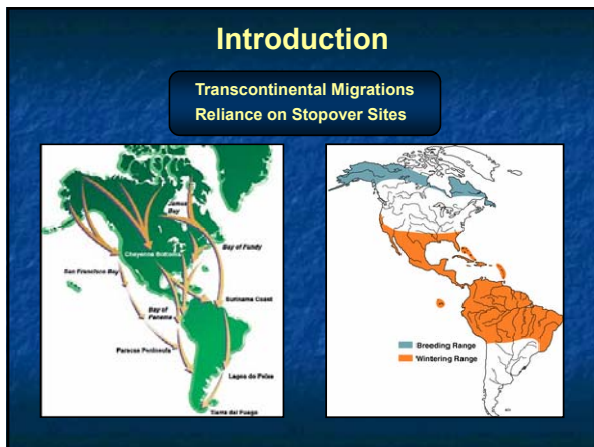 Introduction
Transcontinental Migrations
Reliance on Stopover Sites
James
Bay
Bay of Fundy
Cheyenne Bottoms
San Francisco Bay
Suriname Coast
Bay of
Panama
Paracas Peninsula
Lagoa do Peixe
Tierra del Fuego
Breeding Range
Wintering Range